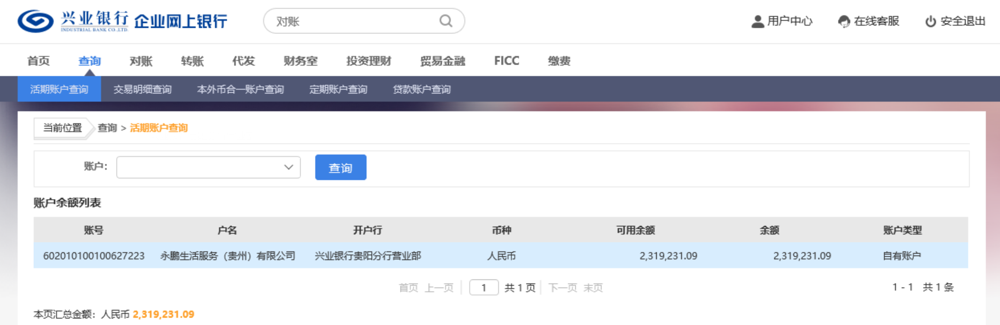 兴业银行 企业网上银行 对账 用户中心 在线客服 安全退出
INDUSTRIAL BANK CO.,LTD.
首页 查询 对账 转账 代发 财务室 投资理财 贸易金融 FICC 缴费
活期账户查询 交易明细查询 本外币合一账户查询 定期账户查询 贷款账户查询
当前位置 查询 > 活期账户查询
账户: 查询
账户余额列表
账号 户名 开户行 币种 可用余额 余额 账户类型
602010100100627223 永鹏生活服务（贵州）有限公司 兴业银行贵阳分行营业部 人民币 2,319,231.09 2,319,231.09 自有账户
首页 上一页 1 共 1 页 下一页 末页 1 - 1 共 1 条
本页汇总金额：人民币 2,319,231.09